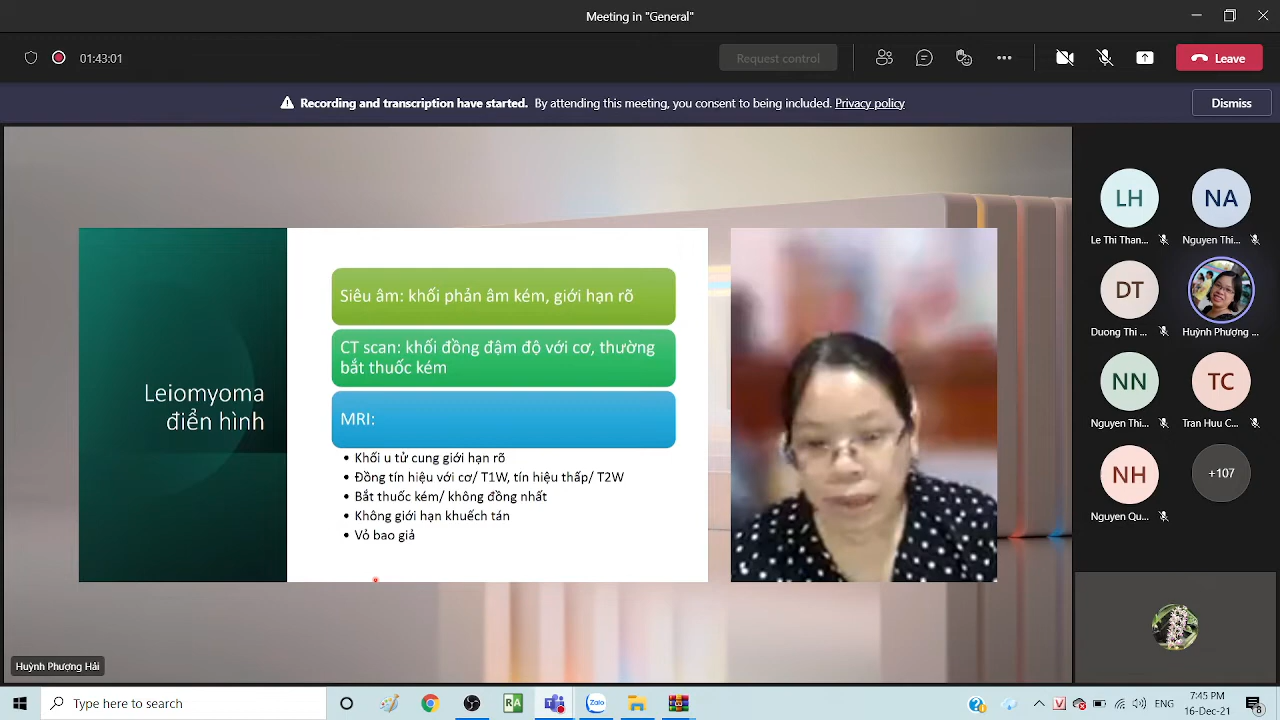 Meeting in "General"
01:43:01
Request control
Leave
Recording and transcription have started. By attending this meeting, you consent to being included. Privacy policy
Dismiss
Leiomyoma
điển hình
Siêu âm: khối phản âm kém, giới hạn rõ
CT scan: khối đồng đậm độ với cơ, thường
bắt thuốc kém
MRI:
• Khối u tử cung giới hạn rõ
• Đồng tín hiệu với cơ/ T1W, tín hiệu thấp/ T2W
• Bắt thuốc kém/ không đồng nhất
• Không giới hạn khuếch tán
• Vỏ bao giả
LH
NA
Le Thi Than...
Nguyen Thi...
DT
Duong Thi ...
Huỳnh Phượng ...
NN
TC
Nguyen Thi...
Tran Huu C...
NH
+107
Nguyen Qu...
Huỳnh Phương Hải
Type here to search
RA
Zalo
V
ENG
7:45 PM
16-Dec-21
8